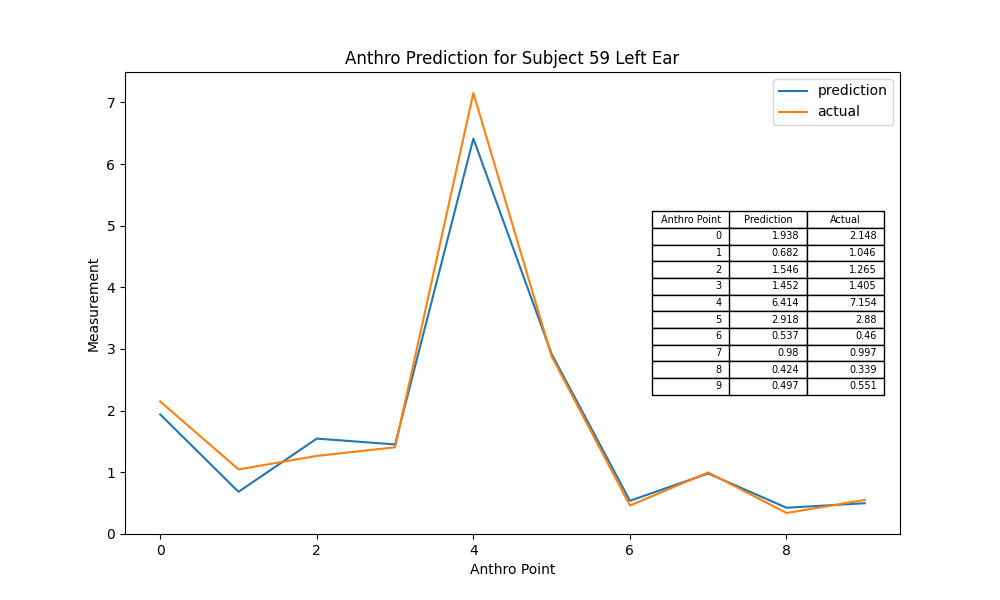 Anthro Prediction for Subject 59 Left Ear
prediction
actual
Measurement
7
6
5
4
3
2
1
0
Anthro Point Prediction Actual
0 1.938 2.148
1 0.682 1.046
2 1.546 1.265
3 1.452 1.405
4 6.414 7.154
5 2.918 2.88
6 0.537 0.46
7 0.98 0.997
8 0.424 0.339
9 0.497 0.551
0 2 4 6 8
Anthro Point